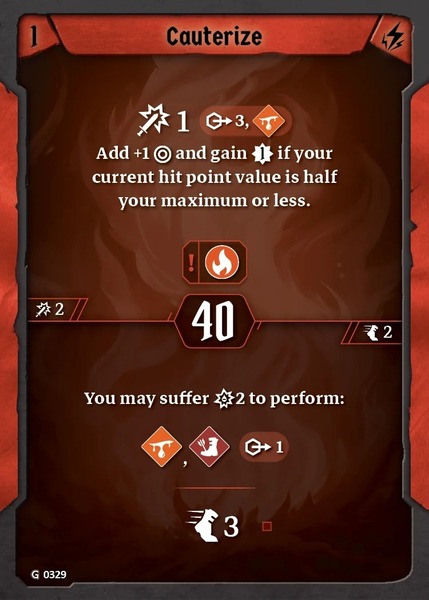 1
Cauterize
1 3,
Add +1 and gain 1 if your
current hit point value is half
your maximum or less.
!
2
40
2
You may suffer 2 to perform:
, 1
3
G 0329